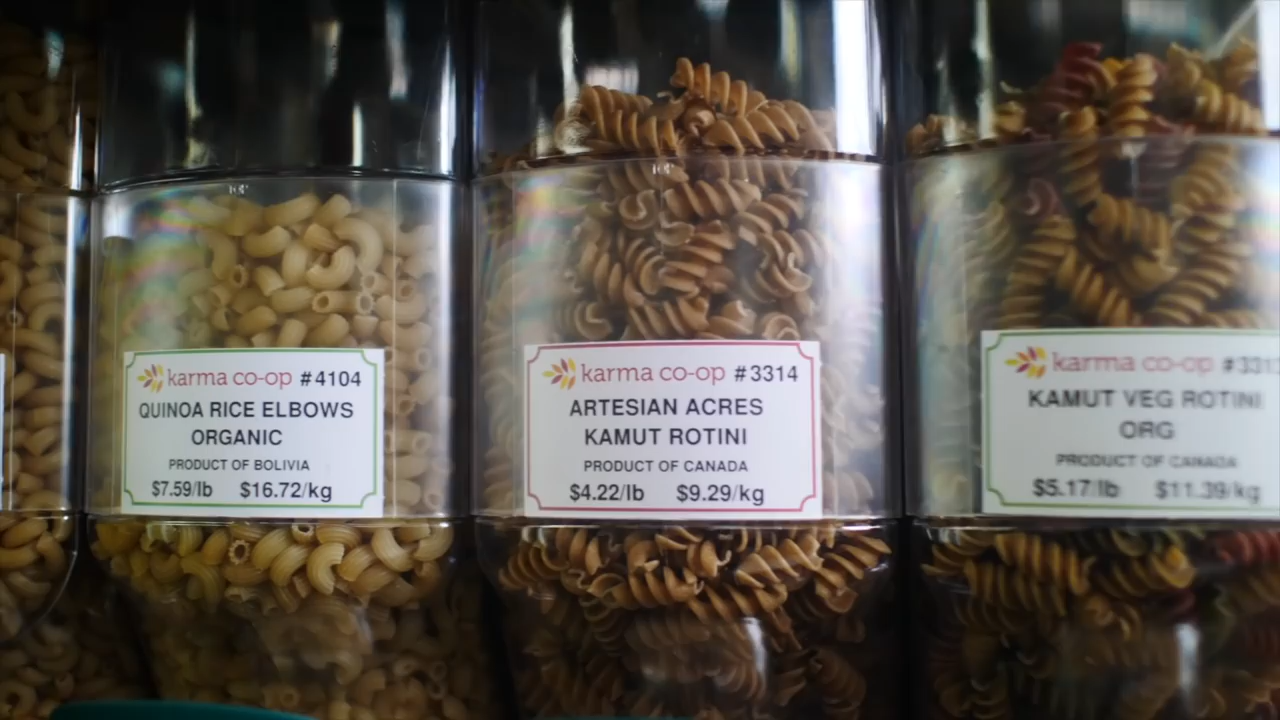 karma co-op #4104
QUINOA RICE ELBOWS
ORGANIC
PRODUCT OF BOLIVIA
$7.59/lb $16.72/kg
karma co-op #3314
ARTESIAN ACRES
KAMUT ROTINI
PRODUCT OF CANADA
$4.22/lb $9.29/kg
karma co-op
KAMUT VEG ROTINI
ORG
PRODUCT OF CANADA
$5.17/lb $11.39/kg